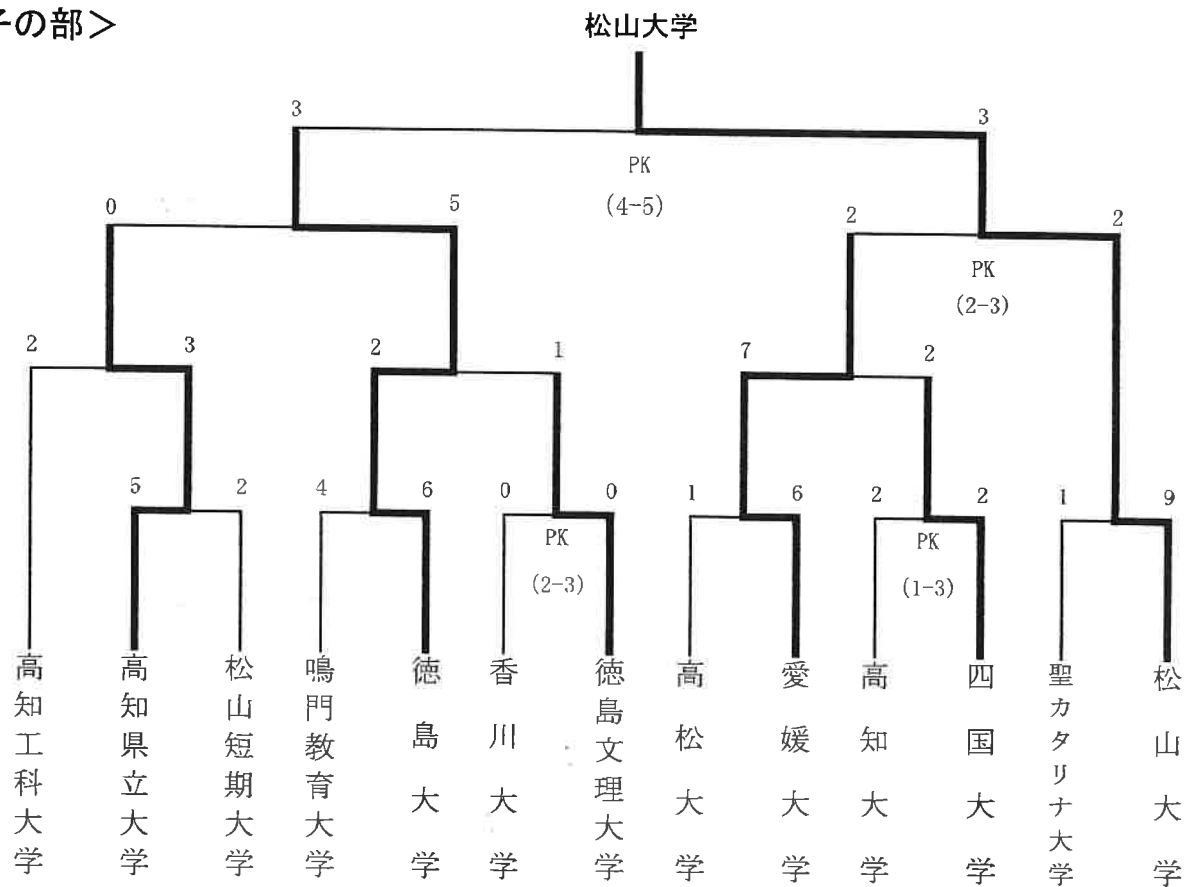 子の部＞
松山大学
3 3
PK
(4-5)
0 5 2 2
PK
(2-3)
2 3 2 1 7 2
5 2 4 6 0 0 1 6 2 2 1 9
PK PK
(2-3) (1-3)
高知工科大学
高知県立大学
松山短期大学
鳴門教育大学
徳島大学
香川大学
徳島文理大学
高松大学
愛媛大学
高知大学
四国大学
聖カタリナ大学
松山大学